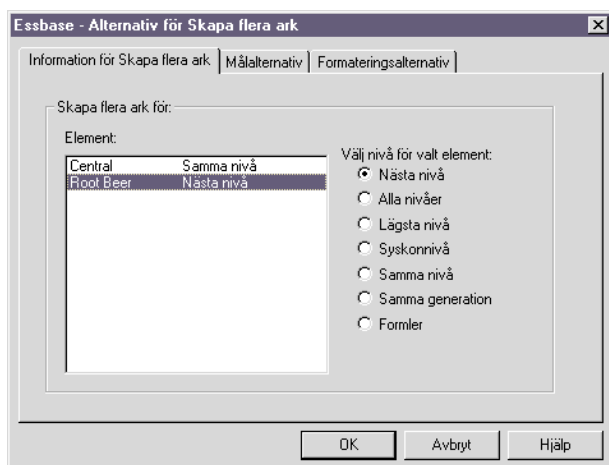 Essbase - Alternativ för Skapa flera ark
Information för Skapa flera ark Målalternativ Formateringsalternativ
Skapa flera ark för:
Element:
Central Samma nivå
Root Beer Nästa nivå
Välj nivå för valt element:
Nästa nivå
Alla nivåer
Lägsta nivå
Syskonnivå
Samma nivå
Samma generation
Formler
OK Avbryt Hjälp